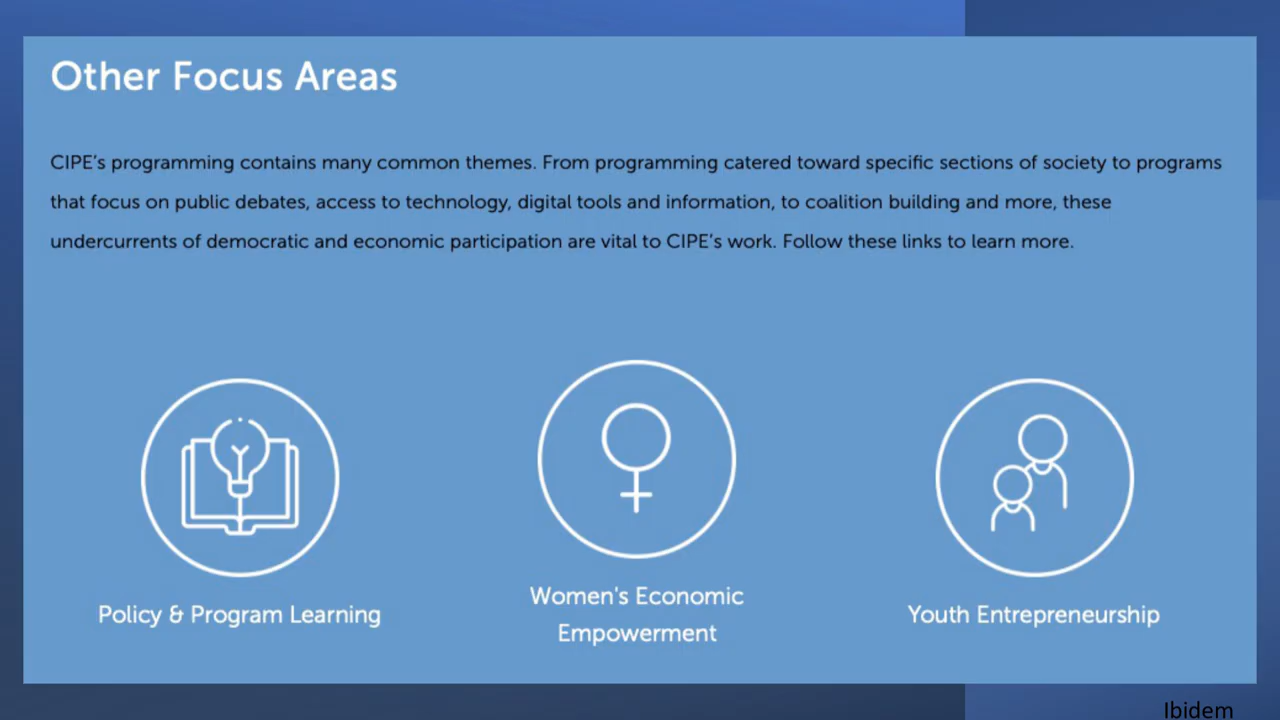 Other Focus Areas
CIPE's programming contains many common themes. From programming catered toward specific sections of society to programs
that focus on public debates, access to technology, digital tools and information, to coalition building and more, these
undercurrents of democratic and economic participation are vital to CIPE's work. Follow these links to learn more.
Policy & Program Learning
Women's Economic
Empowerment
Youth Entrepreneurship
Ibidem